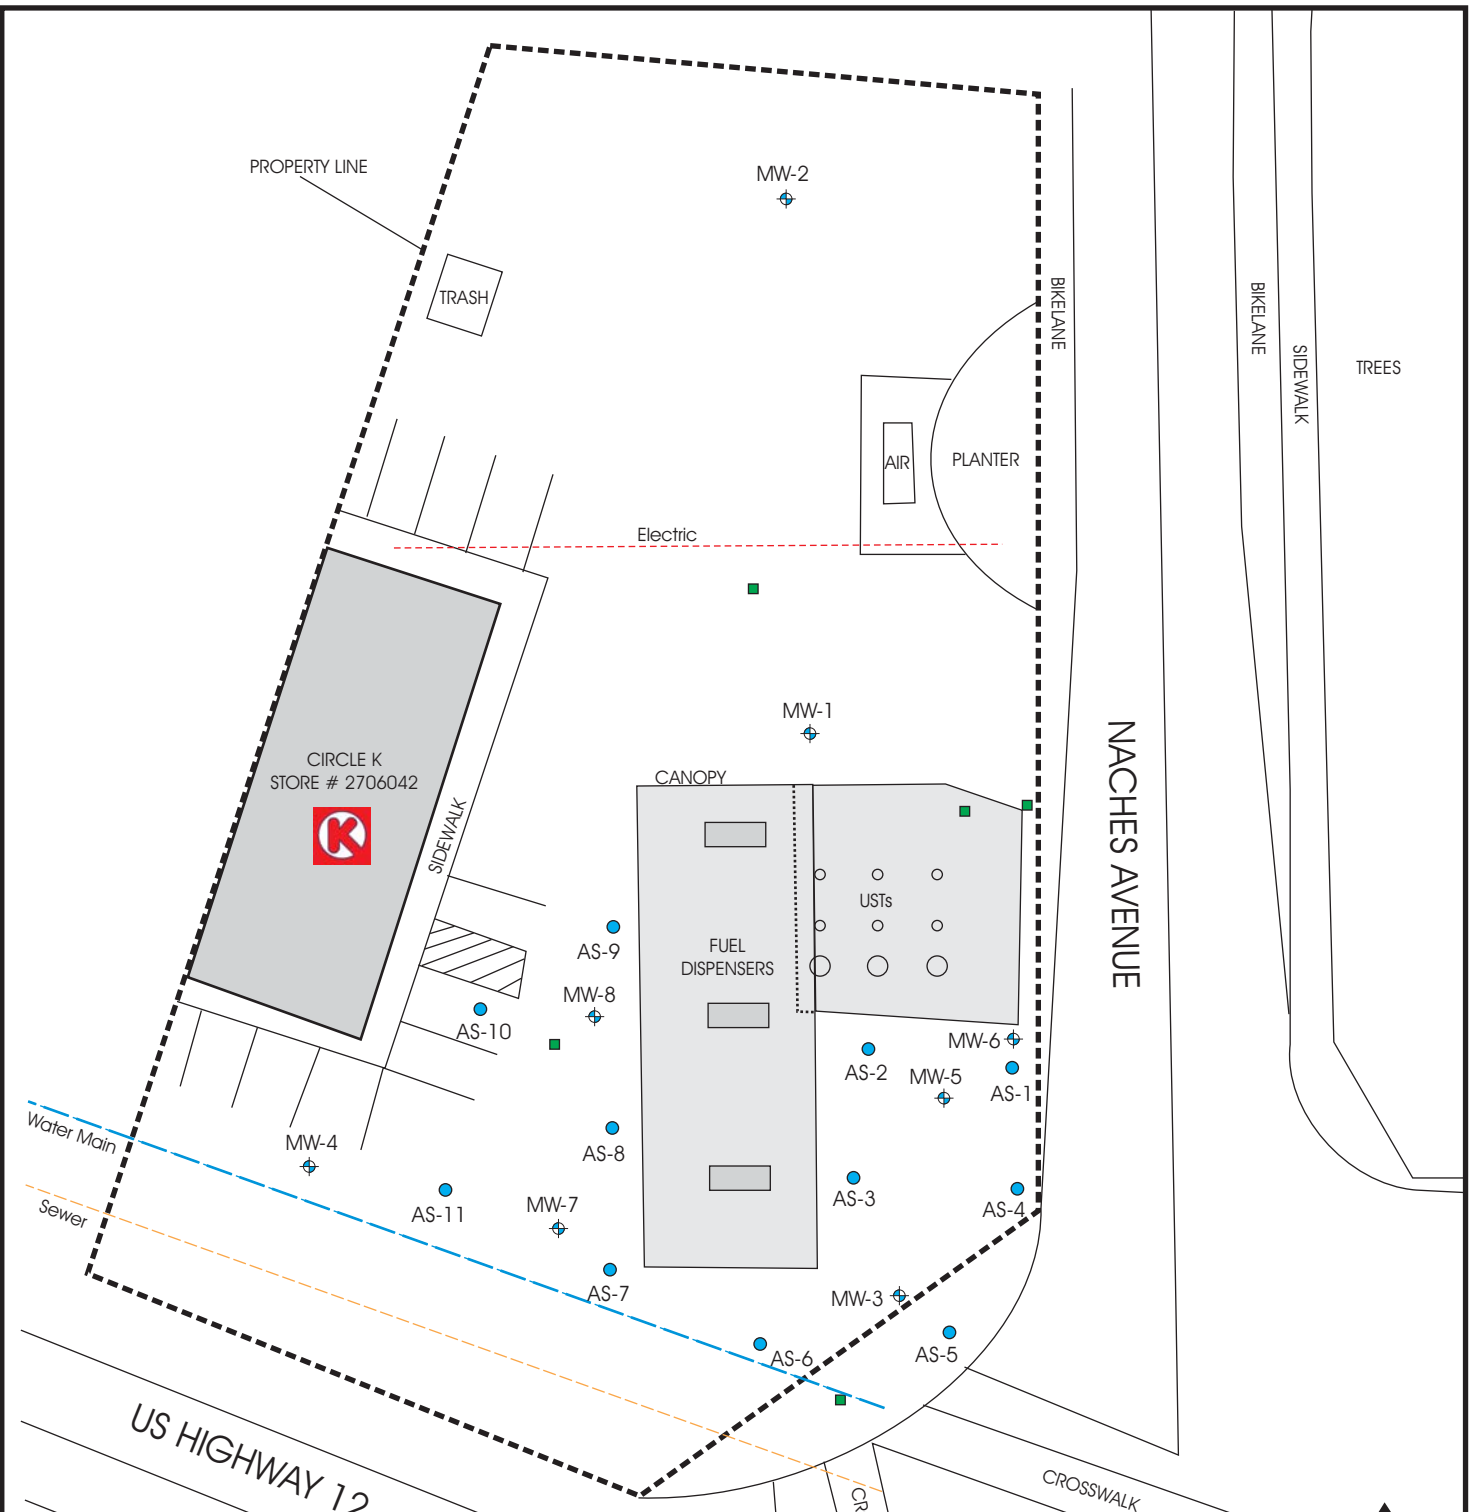 PROPERTY LINE
MW-2
TRASH
BIKELANE
BIKELANE
SIDEWALK
TREES
AIR
PLANTER
Electric
MW-1
NACHES AVENUE
CIRCLE K
STORE # 2706042
K
CANOPY
SIDEWALK
USTs
FUEL
DISPENSERS
AS-9
MW-8
AS-10
MW-6
AS-2
MW-5
AS-1
Water Main
MW-4
AS-8
AS-3
AS-4
Sewer
AS-11
MW-7
AS-7
MW-3
AS-6
AS-5
US HIGHWAY 12
CROSSWALK
CR